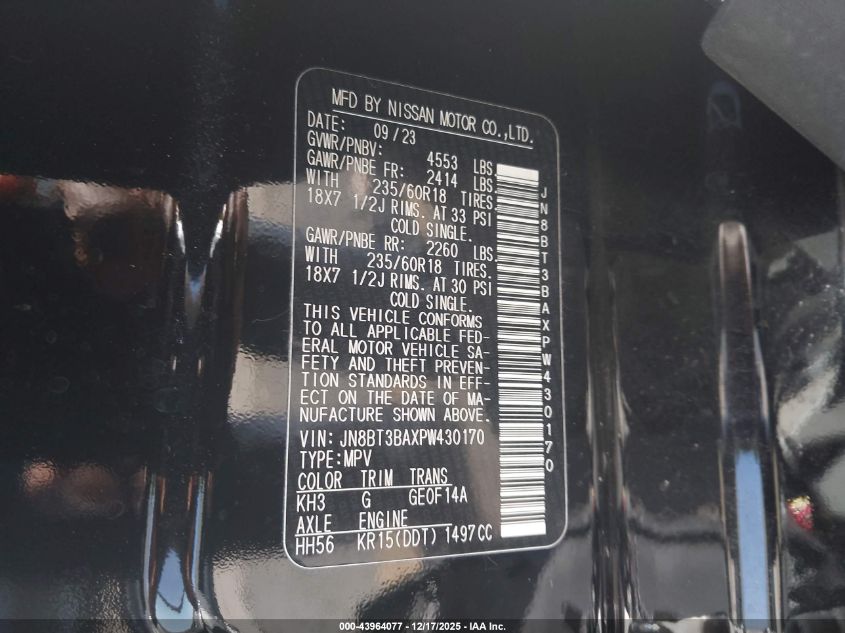 MFD BY NISSAN MOTOR CO.,LTD.
DATE: 09/23
GVWR/PNBV: 4553 LBS.
GAWR/PNBE FR: 2414 LBS.
WITH 235/60R18 TIRES.
18X7 1/2J RIMS. AT 33 PSI
COLD SINGLE.
GAWR/PNBE RR: 2260 LBS.
WITH 235/60R18 TIRES.
18X7 1/2J RIMS. AT 30 PSI
COLD SINGLE.
THIS VEHICLE CONFORMS
TO ALL APPLICABLE FED-
ERAL MOTOR VEHICLE SA-
FETY AND THEFT PREVEN-
TION STANDARDS IN EFF-
ECT ON THE DATE OF MA-
NUFACTURE SHOWN ABOVE.
VIN: JN8BT3BAXPW430170
TYPE:MPV
COLOR TRIM TRANS
KH3 G GE0F14A
AXLE ENGINE
HH56 KR15(DDT) 1497CC
JN8BT3BAXPW430170
000-43964077 - 12/17/2025 - IAA Inc.